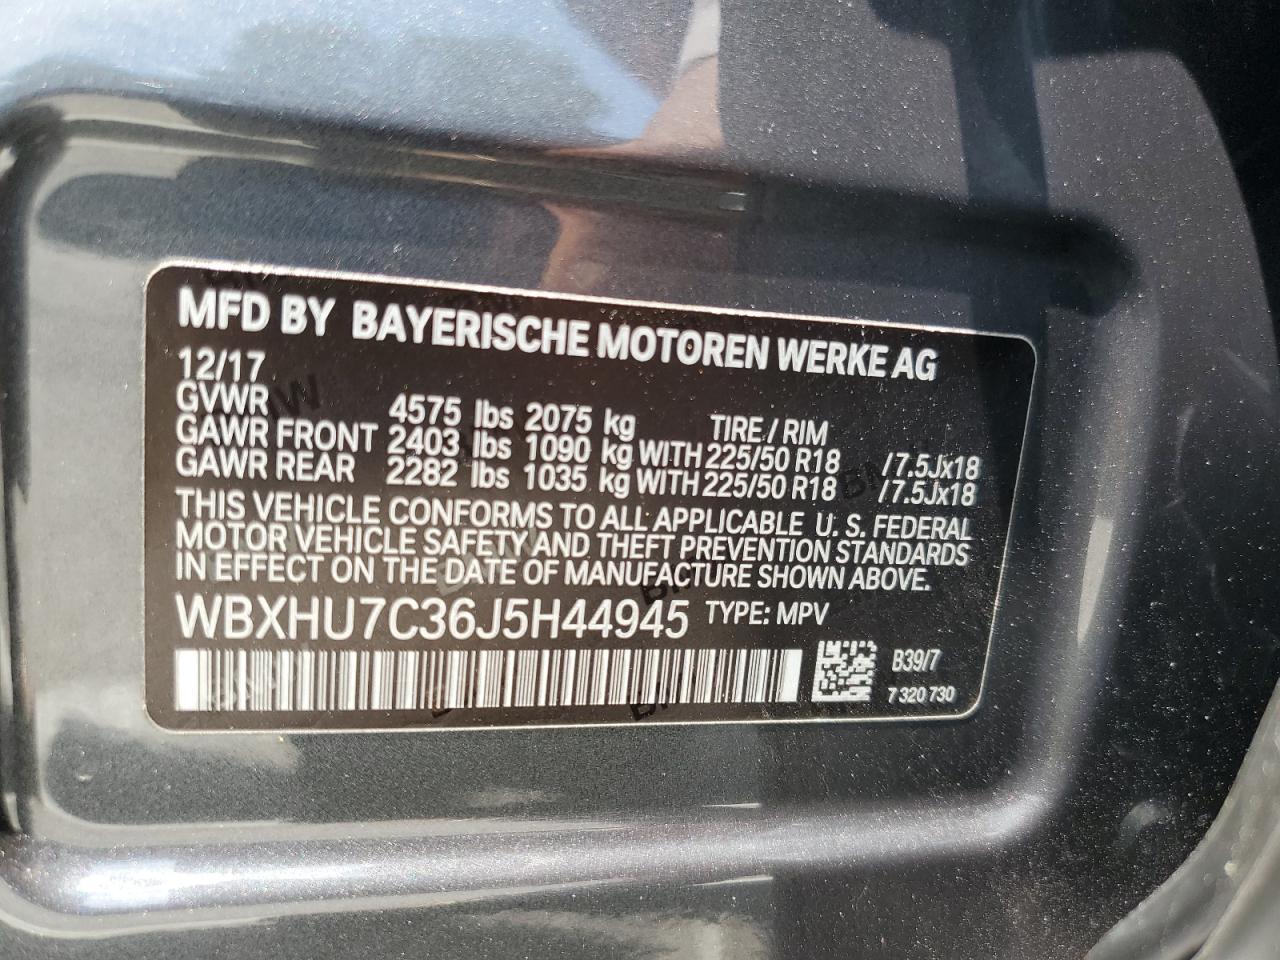 MFD BY BAYERISCHE MOTOREN WERKE AG
12/17
GVWR 4575 lbs 2075 kg TIRE / RIM
GAWR FRONT 2403 lbs 1090 kg WITH 225/50 R18 /7.5Jx18
GAWR REAR 2282 lbs 1035 kg WITH 225/50 R18 /7.5Jx18
THIS VEHICLE CONFORMS TO ALL APPLICABLE U. S. FEDERAL
MOTOR VEHICLE SAFETY AND THEFT PREVENTION STANDARDS
IN EFFECT ON THE DATE OF MANUFACTURE SHOWN ABOVE.
WBXHU7C36J5H44945 TYPE: MPV
B39/7
7 320 730